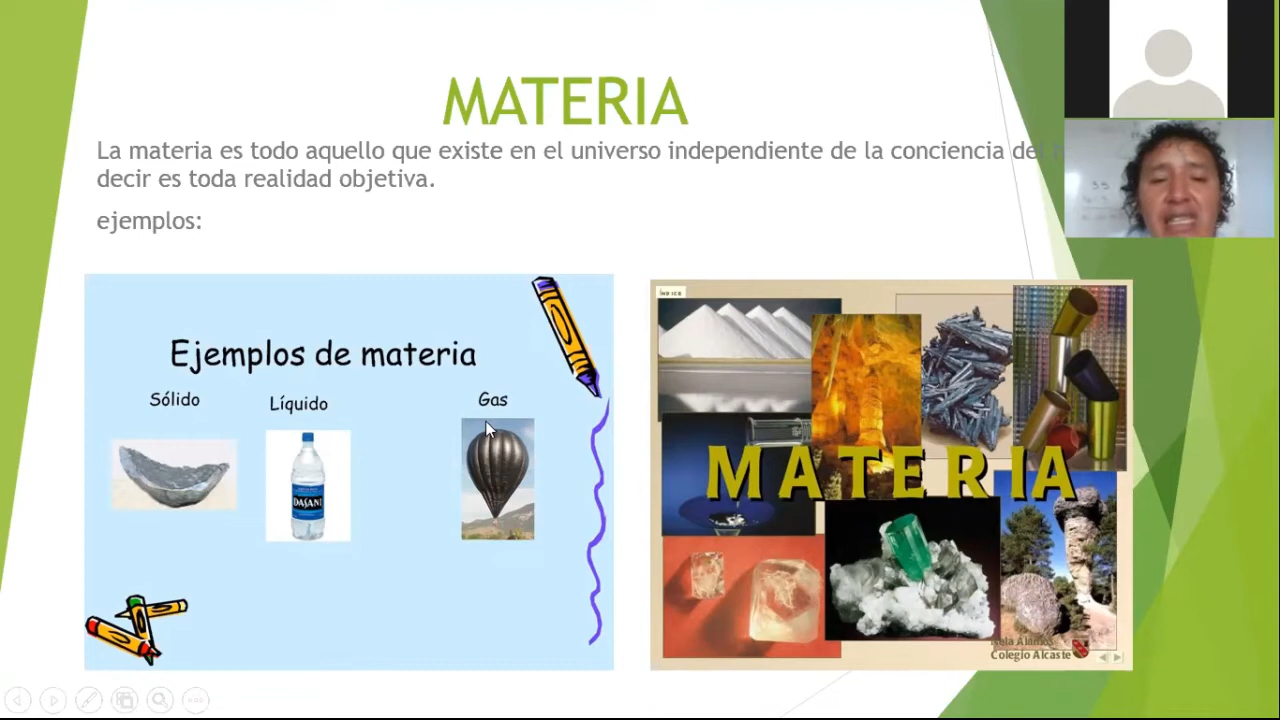 MATERIA
La materia es todo aquello que existe en el universo independiente de la conciencia del
decir es toda realidad objetiva.
ejemplos:
Ejemplos de materia
Sólido
Líquido
Gas
DASANI
ÍNDICE
MATERIA
Colegio Alcaste